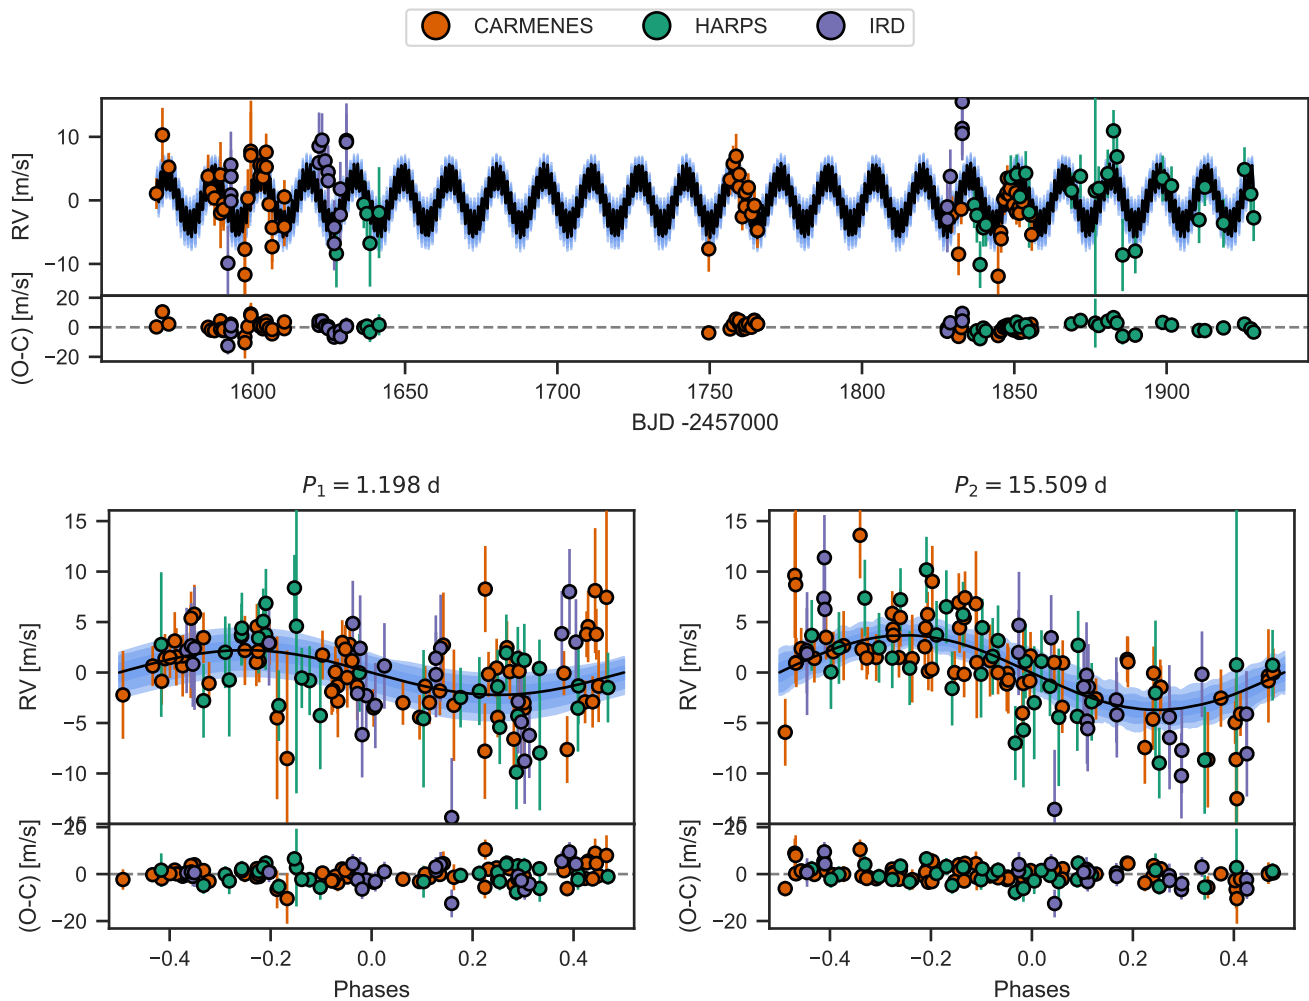 CARMENES HARPS IRD
RV [m/s]
10
0
−10
(O-C) [m/s]
20
0
−20
1600 1650 1700 1750 1800 1850 1900
BJD -2457000
P₁ = 1.198 d
RV [m/s]
15
10
5
0
−5
−10
−15
(O-C) [m/s]
20
0
−20
−0.4 −0.2 0.0 0.2 0.4
Phases
P₂ = 15.509 d
RV [m/s]
15
10
5
0
−5
−10
−15
(O-C) [m/s]
20
0
−20
−0.4 −0.2 0.0 0.2 0.4
Phases